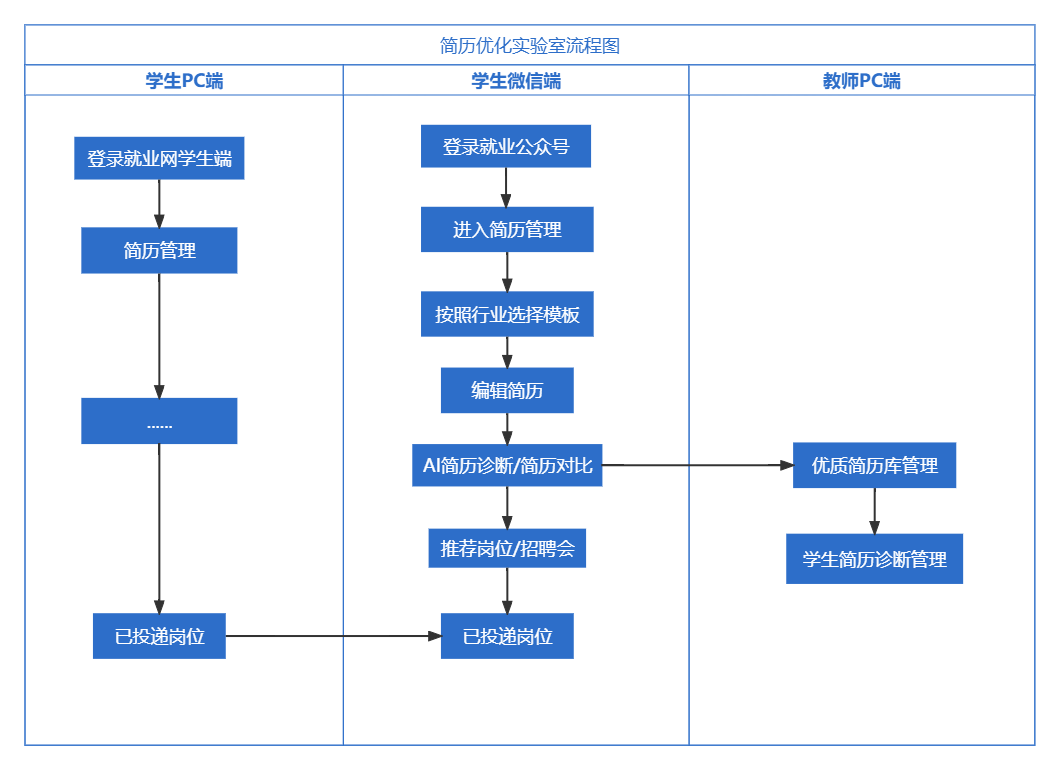 简历优化实验室流程图
学生PC端
学生微信端
教师PC端
登录就业网学生端
简历管理
......
已投递岗位
登录就业公众号
进入简历管理
按照行业选择模板
编辑简历
AI简历诊断/简历对比
推荐岗位/招聘会
已投递岗位
优质简历库管理
学生简历诊断管理